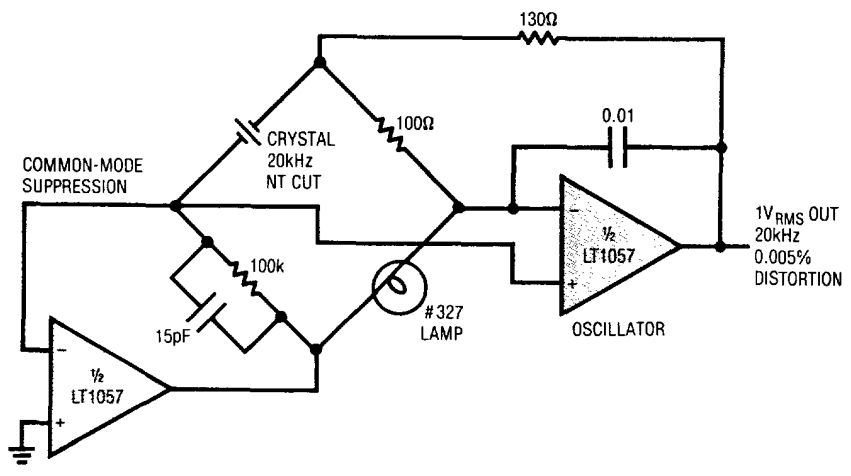 130Ω
0.01
100Ω
CRYSTAL
20kHz
NT CUT
COMMON-MODE
SUPPRESSION
−
½
LT1057
+
1VRMS OUT
20kHz
0.005%
DISTORTION
100k
15pF
#327
LAMP
OSCILLATOR
−
½
LT1057
+